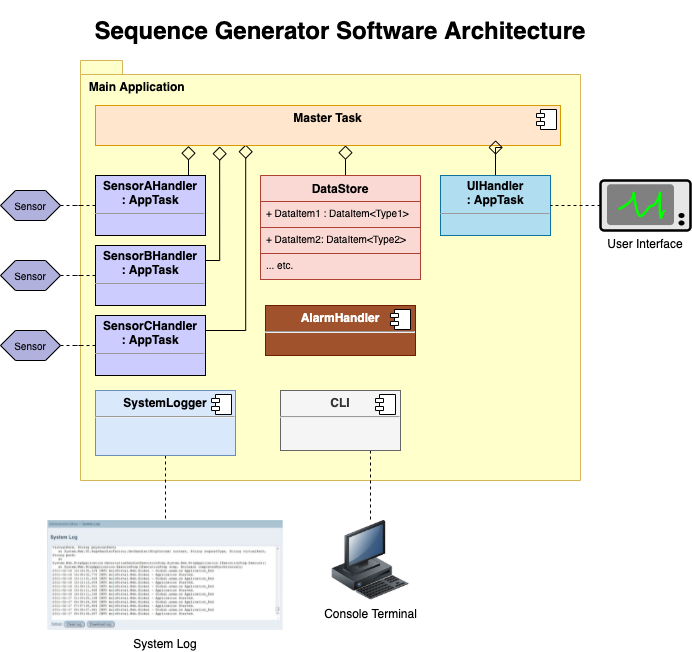 Sequence Generator Software Architecture
Main Application
Master Task
SensorAHandler
: AppTask
DataStore
+ DataItem1 : DataItem<Type1>
+ DataItem2: DataItem<Type2>
... etc.
UIHandler
: AppTask
Sensor
User Interface
SensorBHandler
: AppTask
Sensor
AlarmHandler
SensorCHandler
: AppTask
Sensor
SystemLogger
CLI
System Log
Console Terminal
System Log